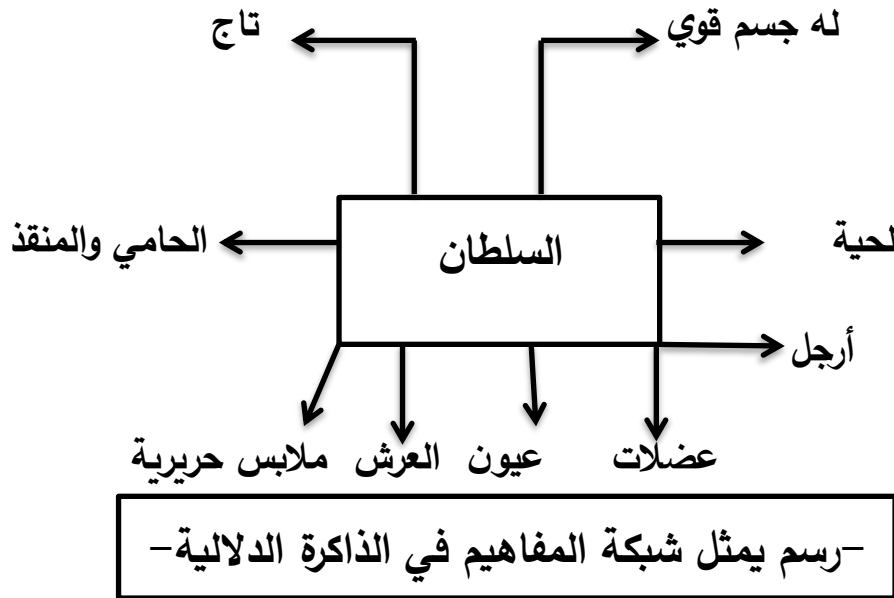 له جسم قوي
تاج
السلطان
لحية
الحامي والمنقذ
أرجل
عضلات
عيون
العرش
ملابس حريرية
-رسم يمثل شبكة المفاهيم في الذاكرة الدلالية-